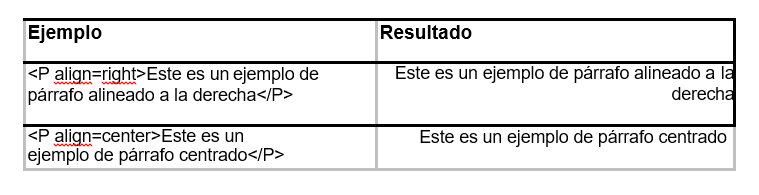 Ejemplo
Resultado
<P align=right>Este es un ejemplo de
párrafo alineado a la derecha</P>
Este es un ejemplo de párrafo alineado a la
derecha
<P align=center>Este es un
ejemplo de párrafo centrado</P>
Este es un ejemplo de párrafo centrado